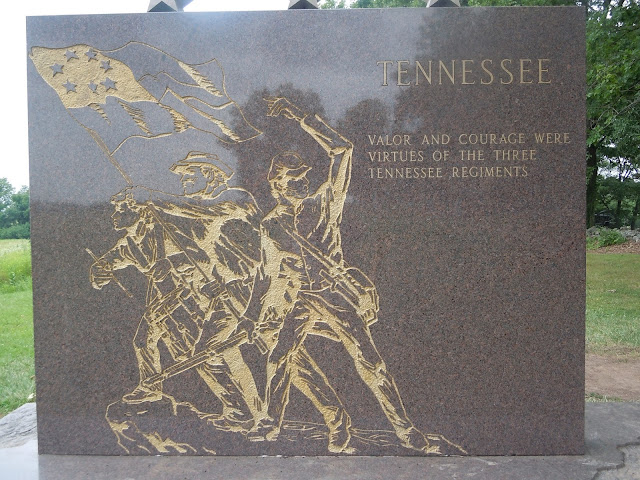 TENNESSEE
VALOR AND COURAGE WERE
VIRTUES OF THE THREE
TENNESSEE REGIMENTS